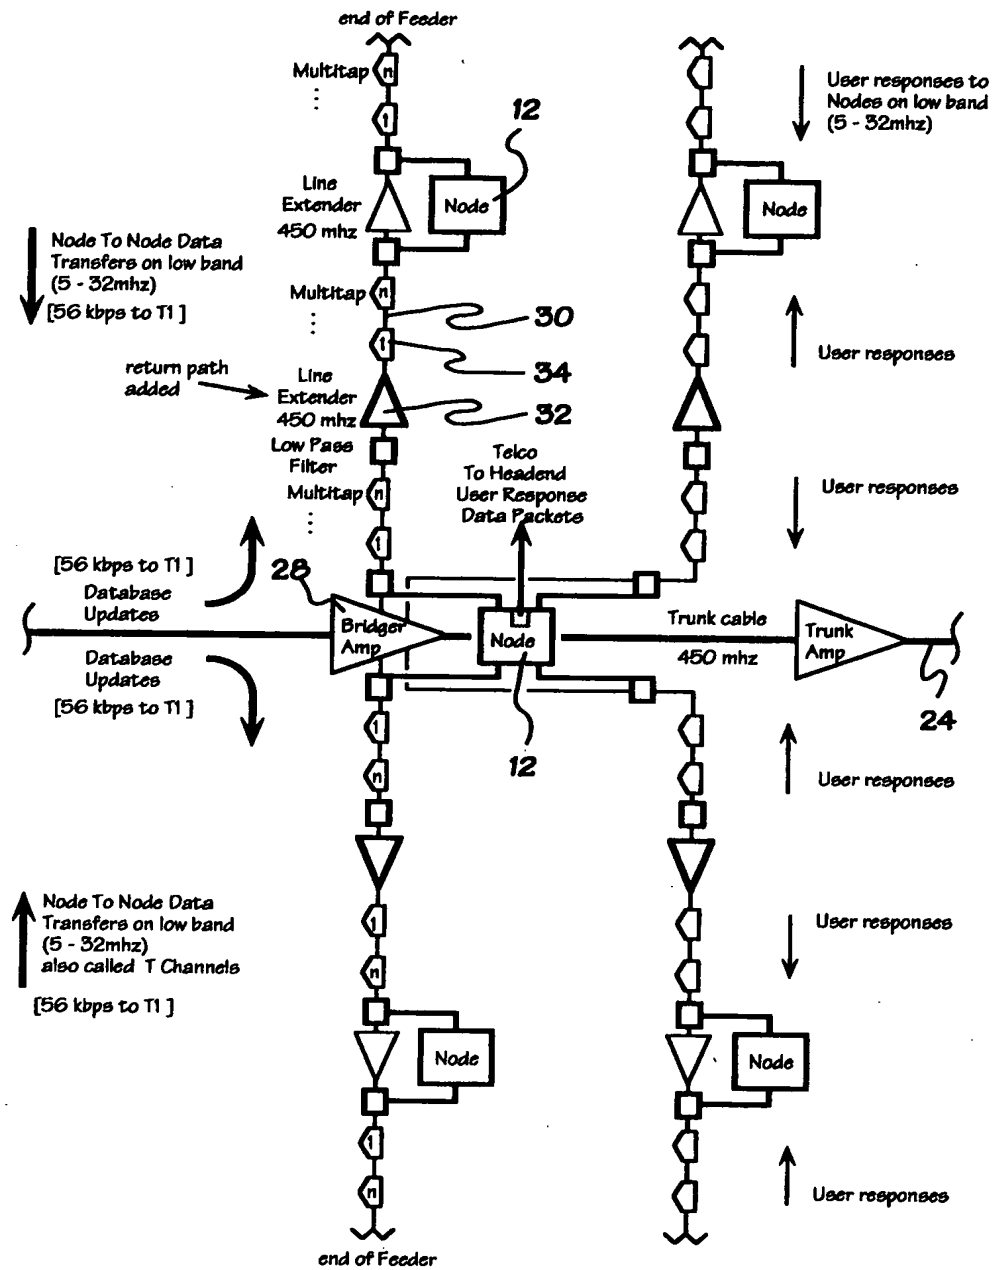 end of Feeder
Multitap
n
User responses to
Nodes on low band
(5 - 32mhz)
12
1
Line
Extender
450 mhz
Node
Node
Node To Node Data
Transfers on low band
(5 - 32mhz)
[56 kbps to T1 ]
Multitap
n
30
1
34
User responses
return path
added
Line
Extender
450 mhz
32
Low Pass
Filter
Telco
To Headend
User Response
Data Packets
Multitap
n
User responses
1
[56 kbps to T1 ]
Database
Updates
28
Bridger
Amp
Node
Trunk cable
450 mhz
Trunk
Amp
Database
Updates
[56 kbps to T1 ]
24
12
1
n
User responses
Node To Node Data
Transfers on low band
(5 - 32mhz)
also called T Channels
[56 kbps to T1 ]
1
n
User responses
Node
Node
1
n
User responses
end of Feeder